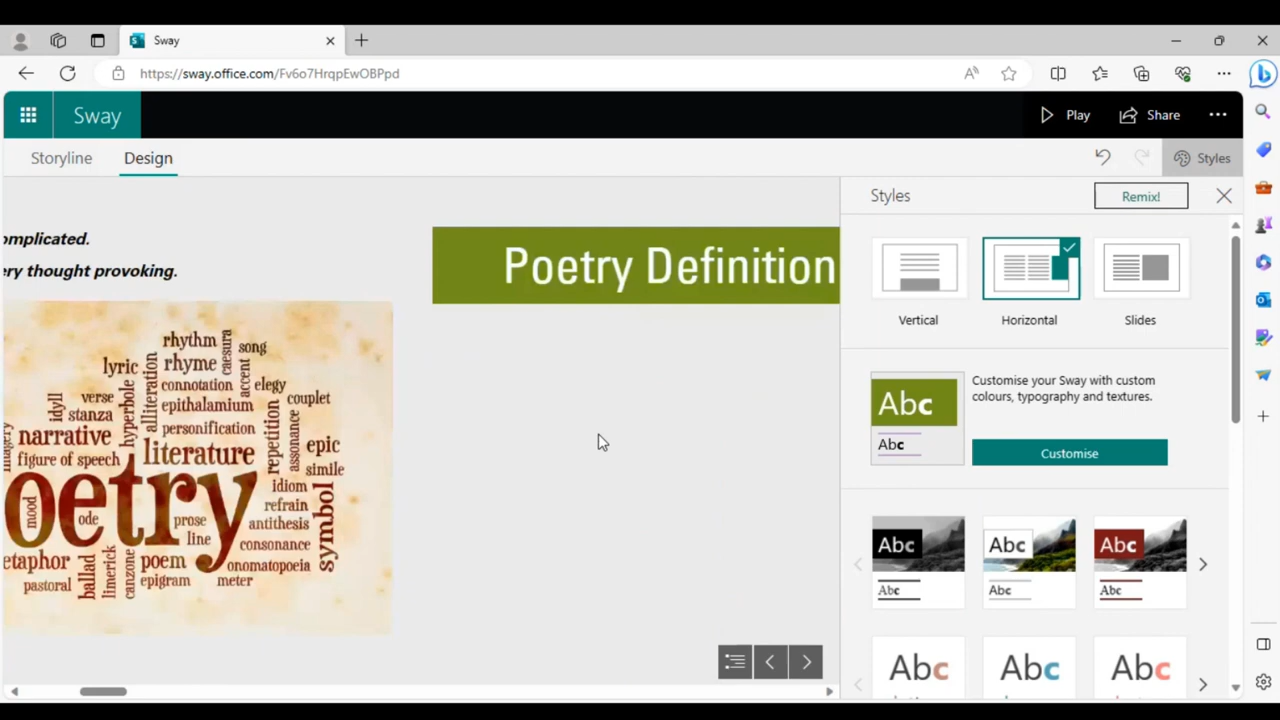 Sway
https://sway.office.com/Fv6o7HrqpEwOBPpd
Sway
Play
Share
Storyline
Design
Styles
omplicated.
ery thought provoking.
Poetry Definition
rhythm
caesura
song
lyric
rhyme
accent
alliteration
connotation
elegy
idyll
verse
hyperbole
epithalamium
couplet
stanza
repetition
assonance
narrative
personification
epic
figure of speech
literature
simile
imagery
idiom
symbol
oetry
mood
ode
prose
refrain
line
antithesis
consonance
etaphor
ballad
limerick
canzone
poem
onomatopoeia
pastoral
epigram
meter
Styles
Remix!
Vertical
Horizontal
Slides
Abc
Abc
Customise your Sway with custom
colours, typography and textures.
Customise
Abc
Abc
Abc
Abc
Abc
Abc
Abc
Abc
Abc